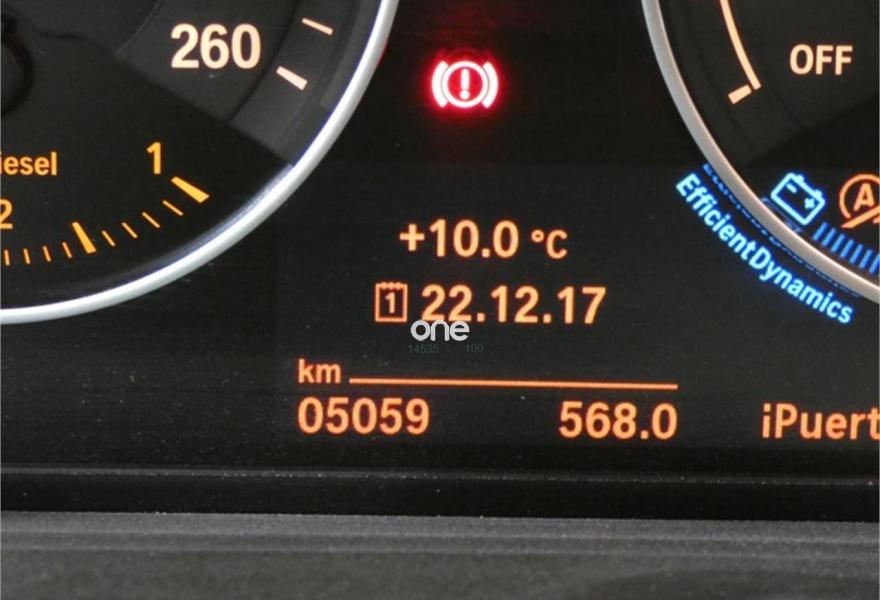 260
OFF
iesel
1
2
EfficientDynamics
A
+10.0 °C
1 22.12.17
one
14535 100
km
05059 568.0
iPuert